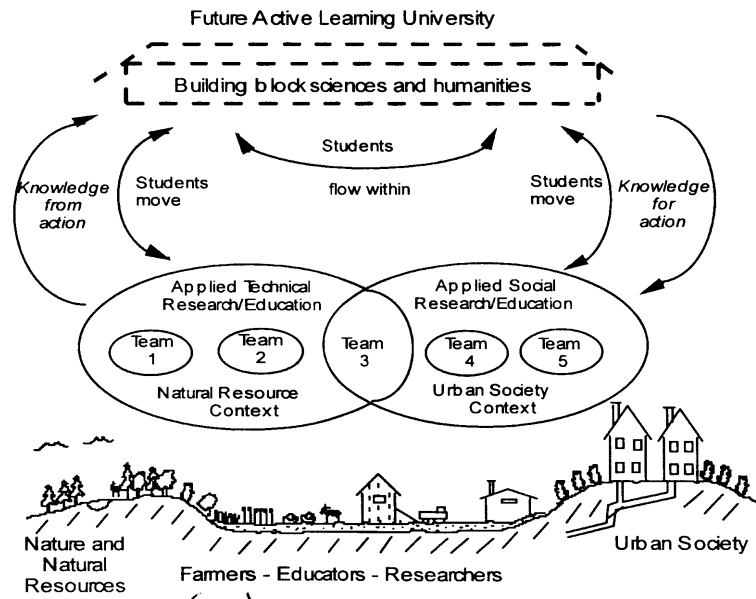 Future Active Learning University
Building block sciences and humanities
Students
flow within
Knowledge
from
action
Students
move
Students
move
Knowledge
for
action
Applied Technical
Research/Education
Applied Social
Research/Education
Team
1
Team
2
Team
3
Team
4
Team
5
Natural Resource
Context
Urban Society
Context
Nature and
Natural
Resources
Farmers - Educators - Researchers
Urban Society